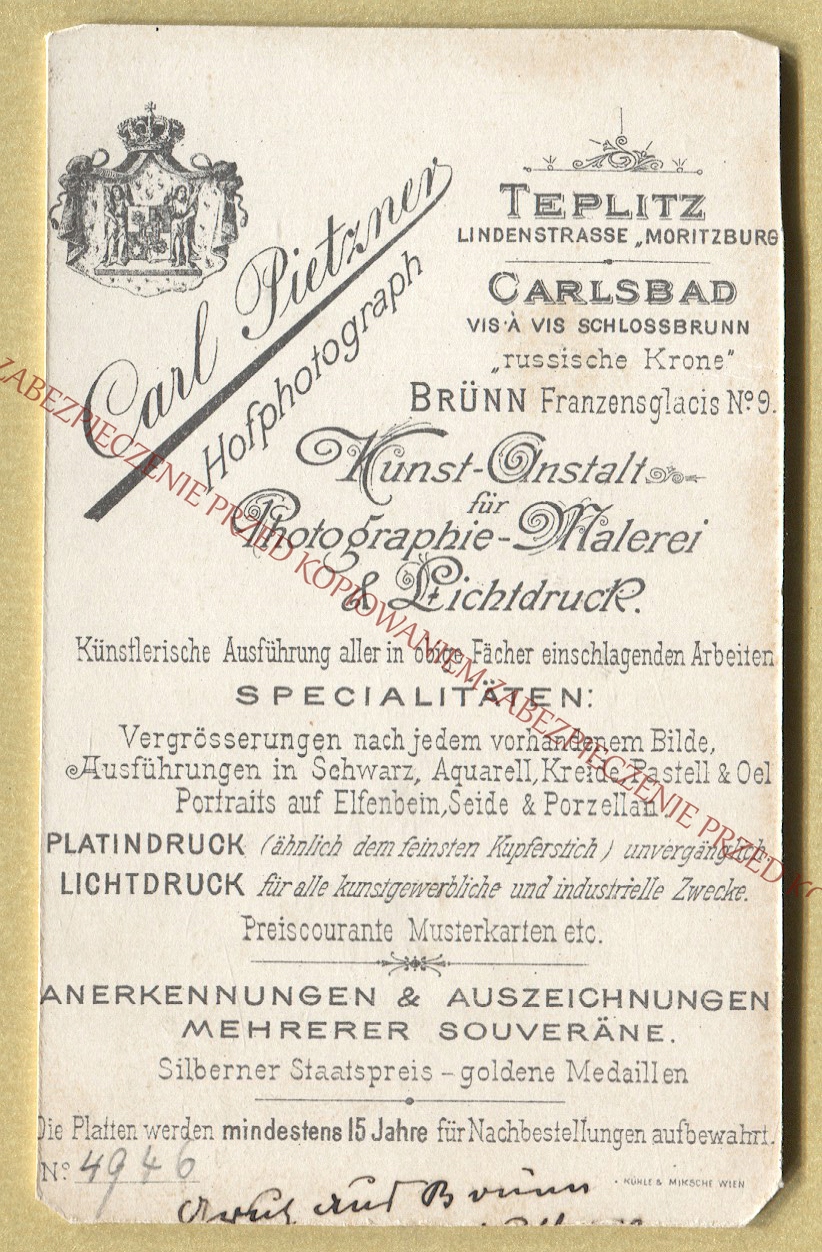 Carl Pietzner
Hofphotograph
TEPLITZ
LINDENSTRASSE „MORITZBURG
CARLSBAD
VIS·À VIS SCHLOSSBRUNN
„russische Krone"
BRÜNN Franzensglacis No 9.
Kunst-Anstalt
für
Photographie-Malerei
& Lichtdruck.
Künstlerische Ausführung aller in obige Fächer einschlagenden Arbeiten
SPECIALITÄTEN:
Vergrösserungen nach jedem vorhandenem Bilde,
Ausführungen in Schwarz, Aquarell, Kreide, Pastell & Oel
Portraits auf Elfenbein, Seide & Porzellan
PLATINDRUCK (ähnlich dem feinsten Kupferstich) unvergänglich.
LICHTDRUCK für alle kunstgewerbliche und industrielle Zwecke.
Preiscourante Musterkarten etc.
ANERKENNUNGEN & AUSZEICHNUNGEN
MEHRERER SOUVERÄNE.
Silberner Staatspreis – goldene Medaillen
Die Platten werden mindestens 15 Jahre für Nachbestellungen aufbewahrt.
No 4946
KÜHLE & MIKSCHE WIEN
aus Brünn
ZABEZPIECZENIE PRZED KOPIOWANIEM-ZABEZPIECZENIE PRZED KO